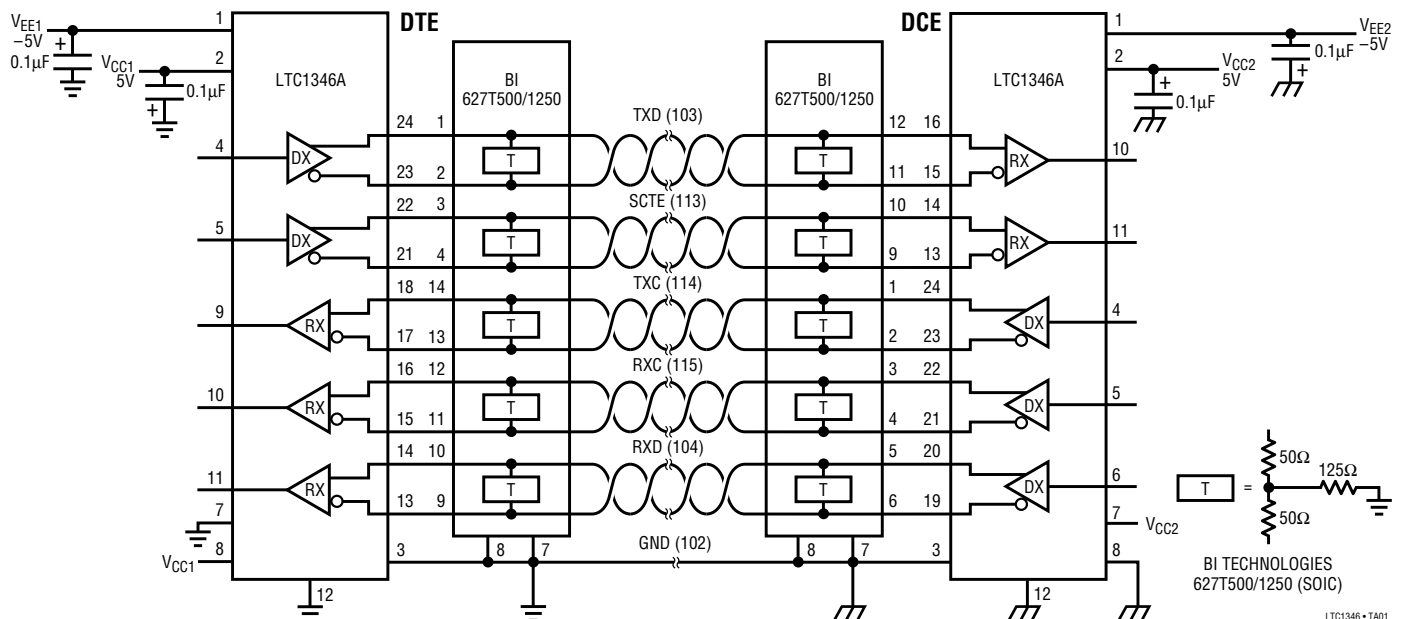 DTE
DCE
VEE1
–5V
0.1µF
+
1
VCC1
5V
2
0.1µF
+
LTC1346A
BI
627T500/1250
BI
627T500/1250
LTC1346A
1
VEE2
–5V
0.1µF
+
2
VCC2
5V
+
0.1µF
4
DX
24 1
23 2
T
TXD (103)
T
12 16
11 15
RX
10
5
DX
22 3
21 4
T
SCTE (113)
T
10 14
9 13
RX
11
9
RX
18 14
17 13
T
TXC (114)
T
1 24
2 23
DX
4
10
RX
16 12
15 11
T
RXC (115)
T
3 22
4 21
DX
5
11
RX
14 10
13 9
T
RXD (104)
T
5 20
6 19
DX
6
7
VCC1
8
12
3
8
7
GND (102)
8
7
3
12
7
VCC2
8
T
=
50Ω
125Ω
50Ω
BI TECHNOLOGIES
627T500/1250 (SOIC)
LTC1346 • TA01